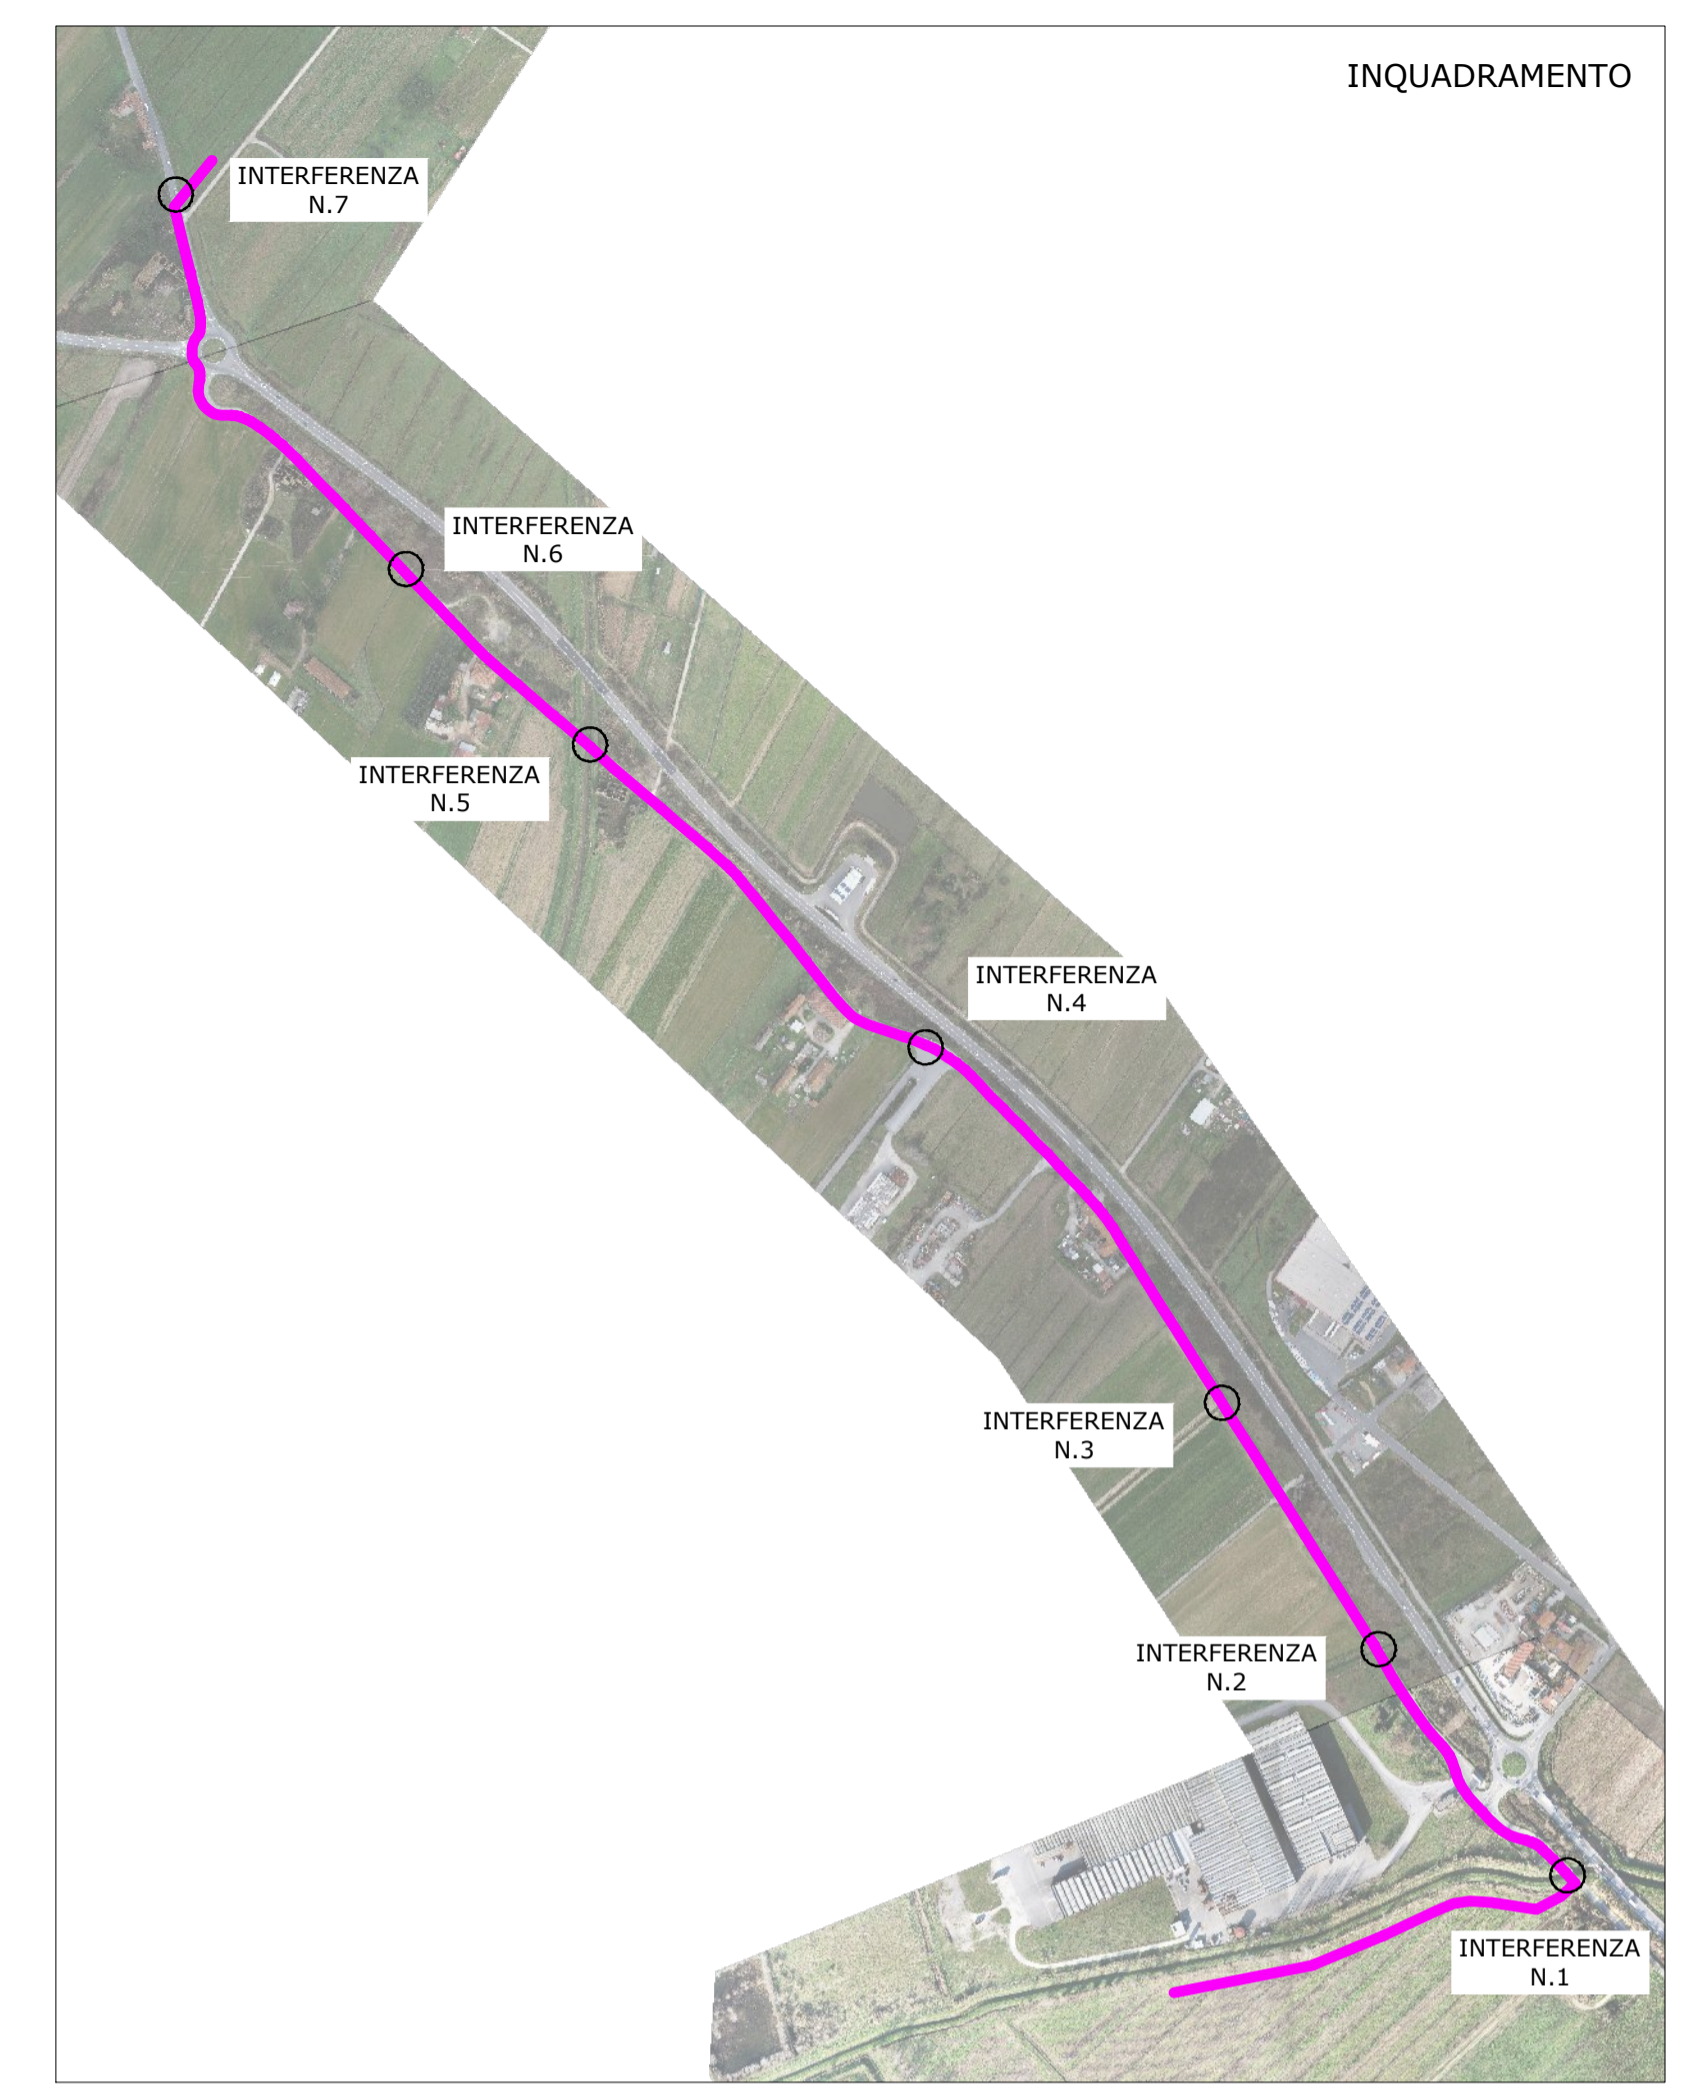 INQUADRAMENTO
INTERFERENZA
N.7
INTERFERENZA
N.6
INTERFERENZA
N.5
INTERFERENZA
N.4
INTERFERENZA
N.3
INTERFERENZA
N.2
INTERFERENZA
N.1